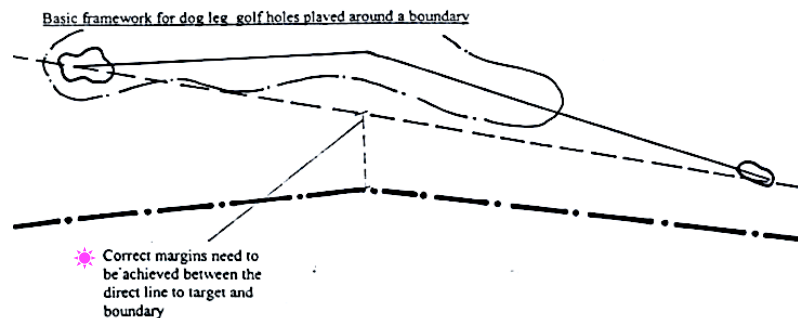 Basic framework for dog leg golf holes played around a boundary
Correct margins need to
be achieved between the
direct line to target and
boundary